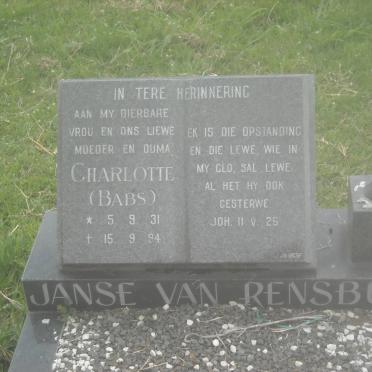 IN TERE HERINNERING
AAN MY DIERBARE
VROU EN ONS LIEWE
MOEDER EN OUMA
CHARLOTTE
(BABS)
* 5. 9. 31
† 15. 9. 94
EK IS DIE OPSTANDING
EN DIE LEWE, WIE IN
MY GLO, SAL LEWE
AL HET HY OOK
GESTERWE
JOH. 11 v. 25
JANSE VAN RENSBU